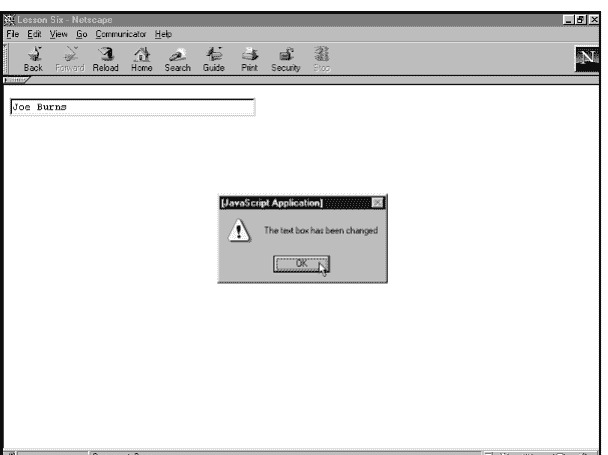 Lesson Six - Netscape
File Edit View Go Communicator Help
Back Forward Reload Home Search Guide Print Security Stop
N
Joe Burns
[JavaScript Application]
The text box has been changed
OK